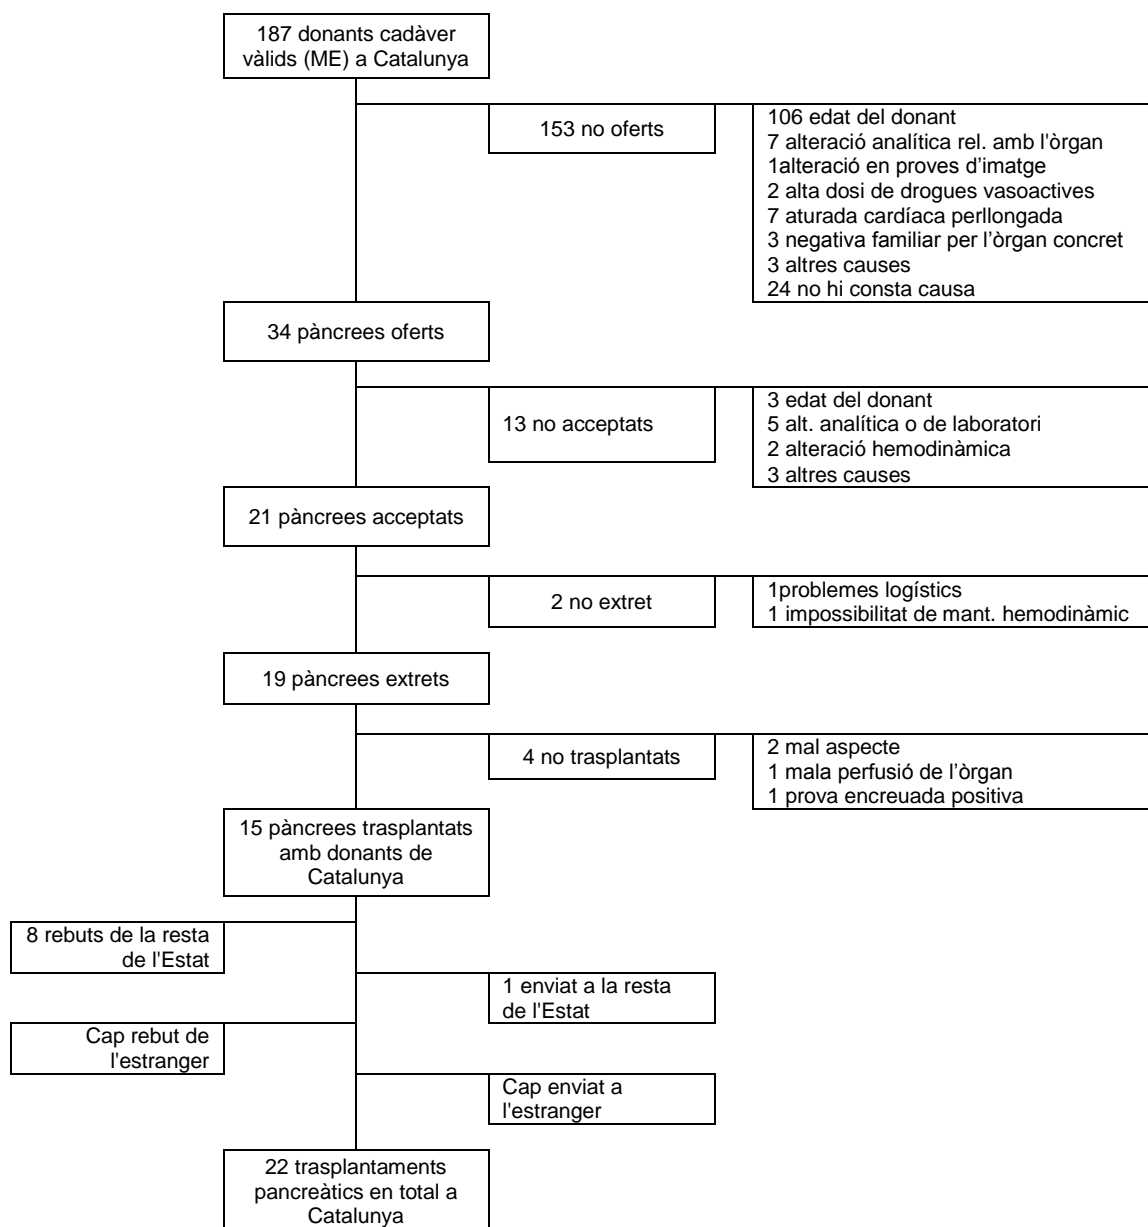 187 donants cadàver
vàlids (ME) a Catalunya
153 no oferts
106 edat del donant
7 alteració analítica rel. amb l'òrgan
1alteració en proves d’imatge
2 alta dosi de drogues vasoactives
7 aturada cardíaca perllongada
3 negativa familiar per l’òrgan concret
3 altres causes
24 no hi consta causa
34 pàncrees oferts
13 no acceptats
3 edat del donant
5 alt. analítica o de laboratori
2 alteració hemodinàmica
3 altres causes
21 pàncrees acceptats
2 no extret
1problemes logístics
1 impossibilitat de mant. hemodinàmic
19 pàncrees extrets
4 no trasplantats
2 mal aspecte
1 mala perfusió de l’òrgan
1 prova encreuada positiva
15 pàncrees trasplantats
amb donants de
Catalunya
8 rebuts de la resta
de l'Estat
1 enviat a la resta
de l'Estat
Cap rebut de
l'estranger
Cap enviat a
l'estranger
22 trasplantaments
pancreàtics en total a
Catalunya